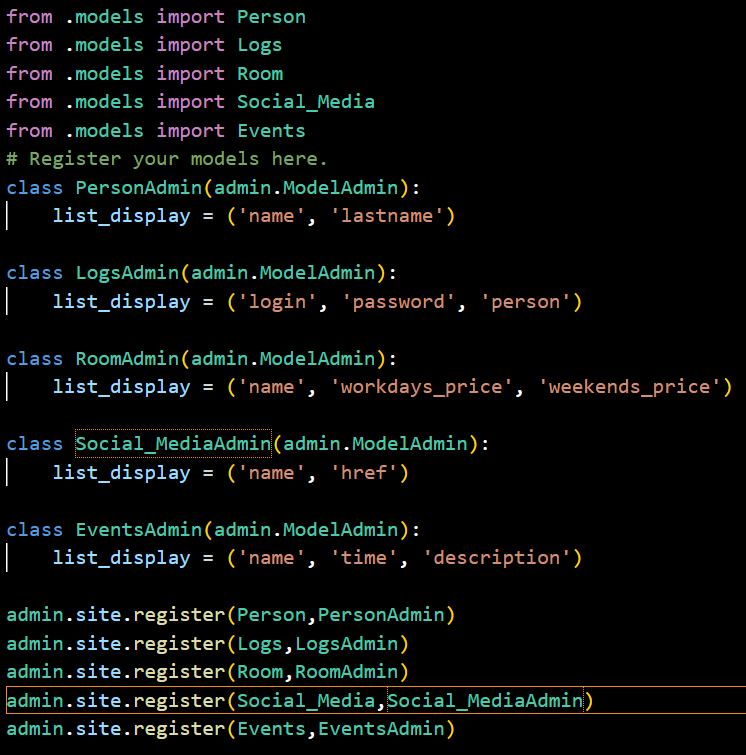 from .models import Person
from .models import Logs
from .models import Room
from .models import Social_Media
from .models import Events
# Register your models here.
class PersonAdmin(admin.ModelAdmin):
    list_display = ('name', 'lastname')

class LogsAdmin(admin.ModelAdmin):
    list_display = ('login', 'password', 'person')

class RoomAdmin(admin.ModelAdmin):
    list_display = ('name', 'workdays_price', 'weekends_price')

class Social_MediaAdmin(admin.ModelAdmin):
    list_display = ('name', 'href')

class EventsAdmin(admin.ModelAdmin):
    list_display = ('name', 'time', 'description')

admin.site.register(Person,PersonAdmin)
admin.site.register(Logs,LogsAdmin)
admin.site.register(Room,RoomAdmin)
admin.site.register(Social_Media,Social_MediaAdmin)
admin.site.register(Events,EventsAdmin)